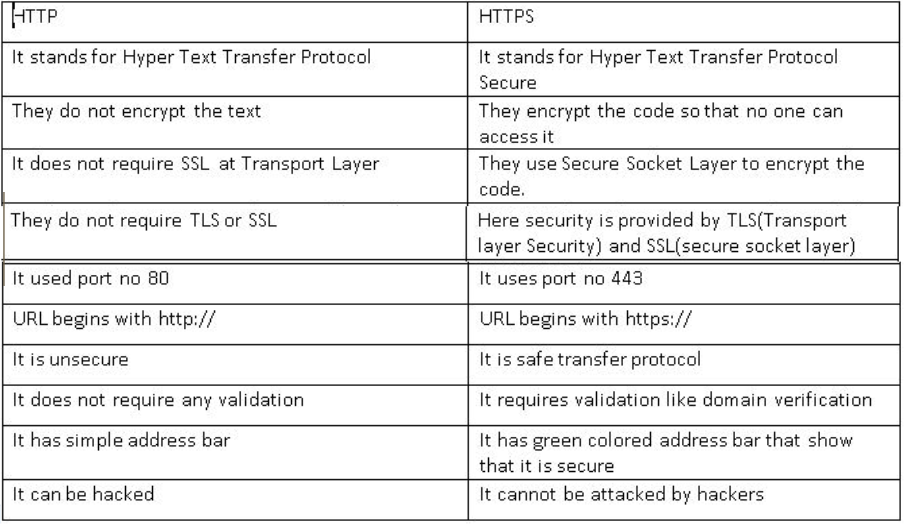 HTTP
HTTPS
It stands for Hyper Text Transfer Protocol
It stands for Hyper Text Transfer Protocol
Secure
They do not encrypt the text
They encrypt the code so that no one can
access it
It does not require SSL at Transport Layer
They use Secure Socket Layer to encrypt the
code.
They do not require TLS or SSL
Here security is provided by TLS(Transport
layer Security) and SSL(secure socket layer)
It used port no 80
It uses port no 443
URL begins with http://
URL begins with https://
It is unsecure
It is safe transfer protocol
It does not require any validation
It requires validation like domain verification
It has simple address bar
It has green colored address bar that show
that it is secure
It can be hacked
It cannot be attacked by hackers